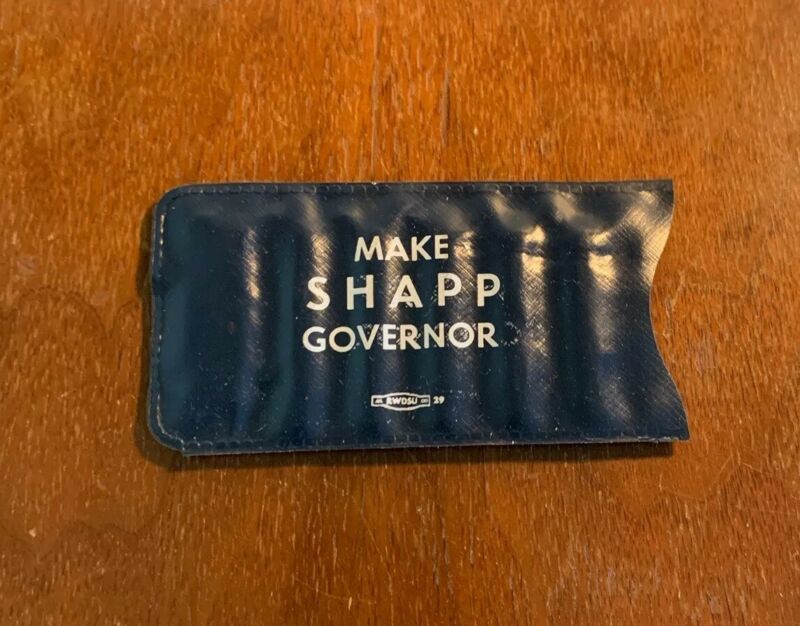 MAKE
SHAPP
GOVERNOR
RWDSU 29